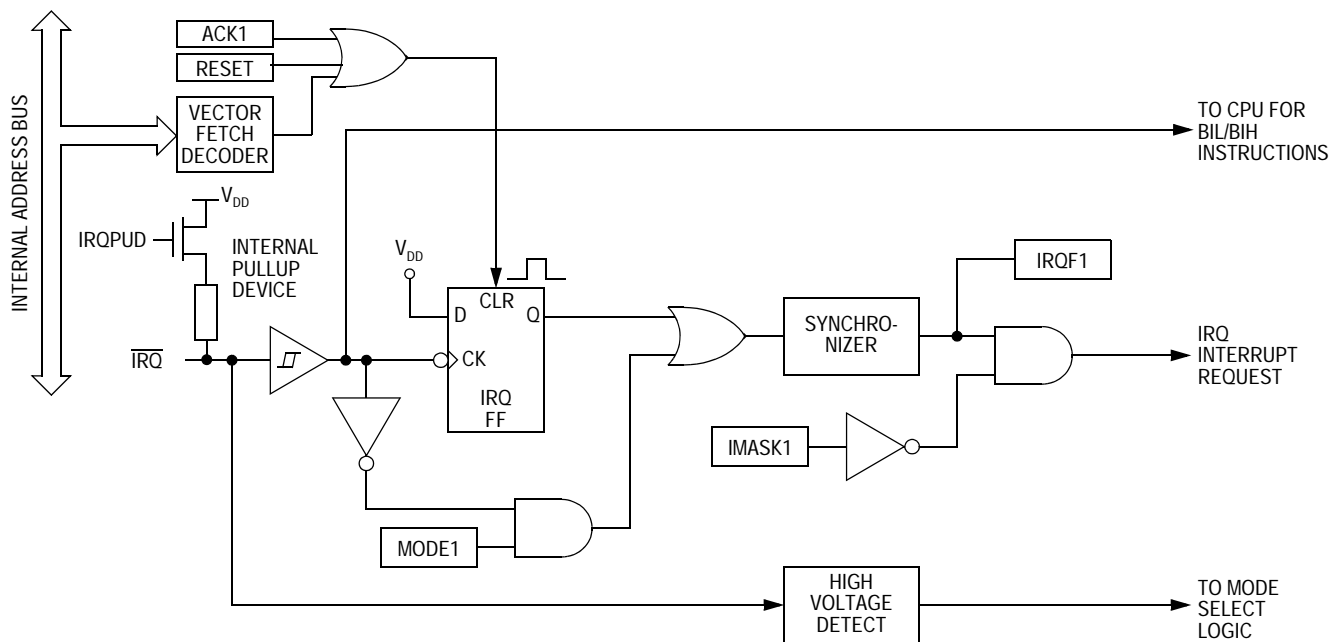 INTERNAL ADDRESS BUS
ACK1
RESET
VECTOR
FETCH
DECODER
TO CPU FOR
BIL/BIH
INSTRUCTIONS
VDD
IRQPUD
INTERNAL
PULLUP
DEVICE
VDD
CLR
D
Q
CK
IRQ
FF
IRQ
SYNCHRO-
NIZER
IRQF1
IRQ
INTERRUPT
REQUEST
IMASK1
MODE1
HIGH
VOLTAGE
DETECT
TO MODE
SELECT
LOGIC